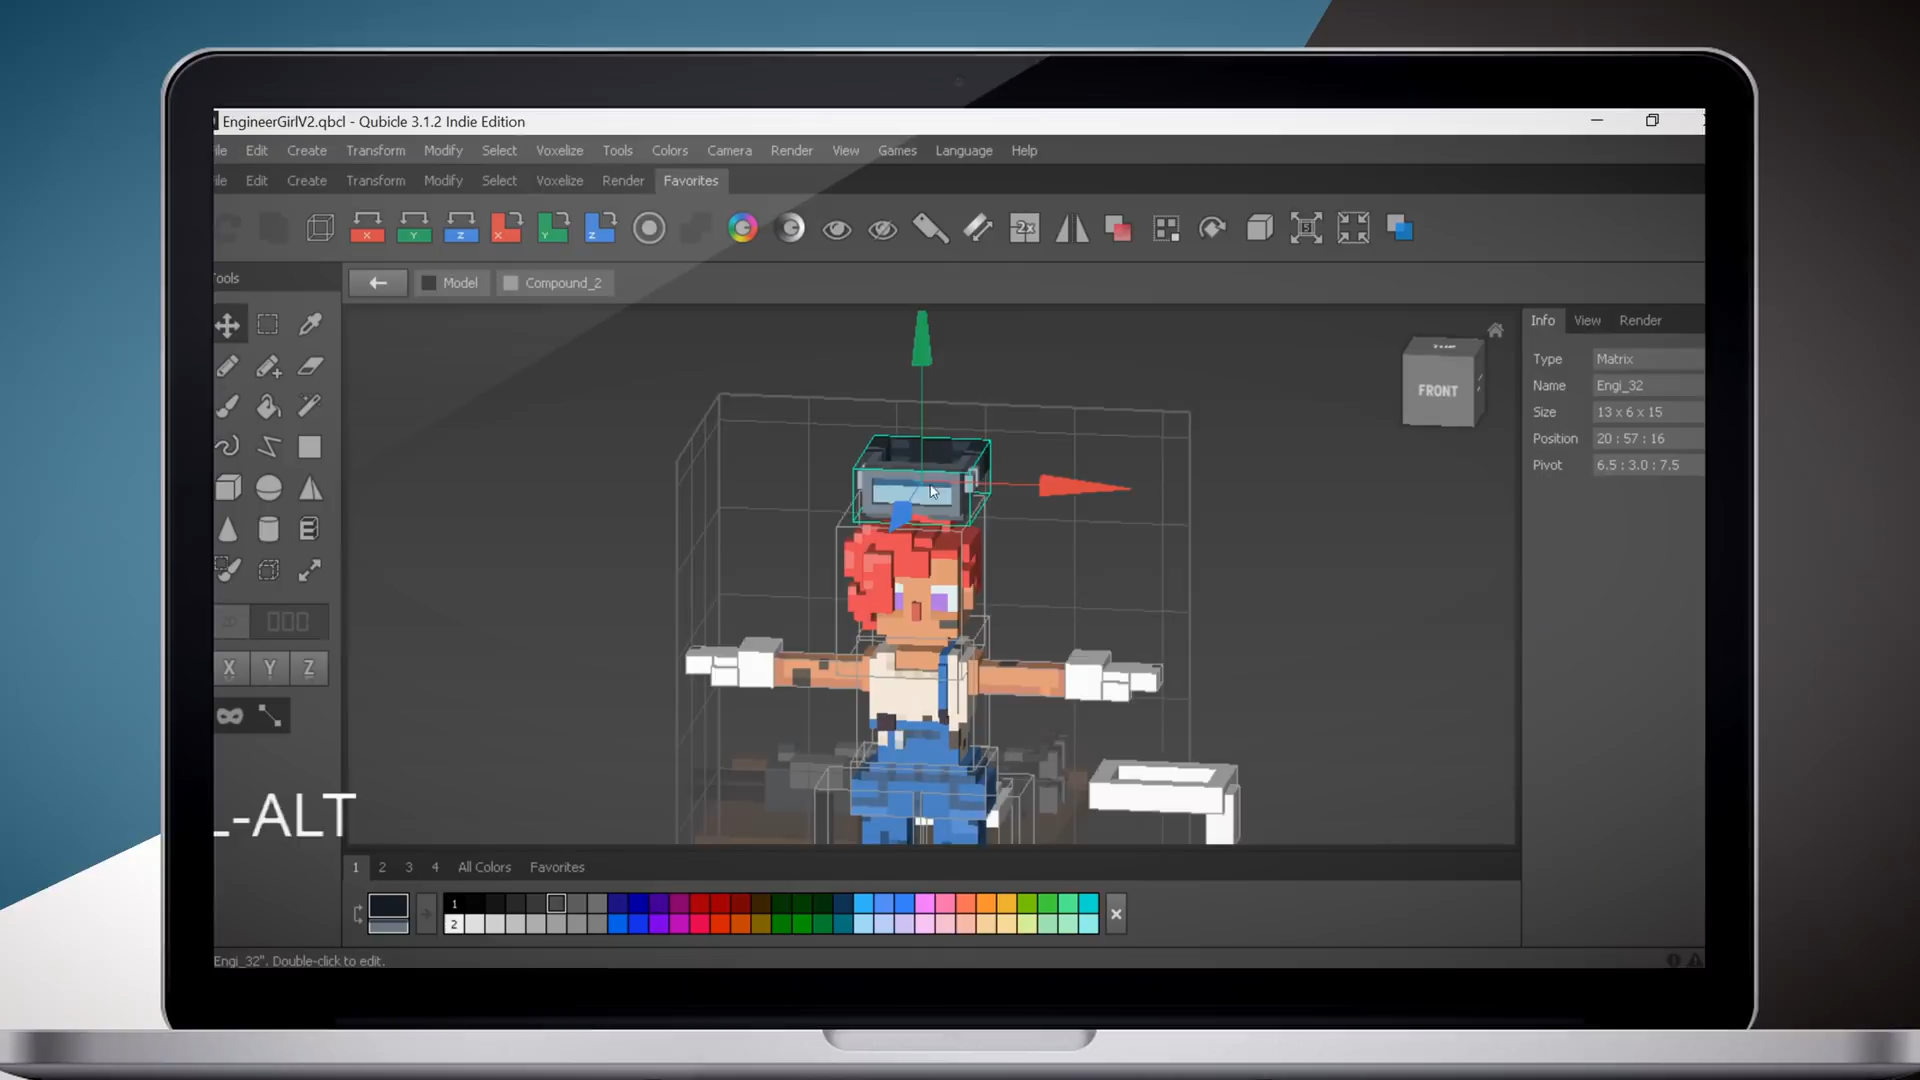 EngineerGirlV2.qbcl - Qubicle 3.1.2 Indie Edition
ile Edit Create Transform Modify Select Voxelize Tools Colors Camera Render View Games Language Help
ile Edit Create Transform Modify Select Voxelize Render Favorites
X Y Z X Y Z 2x S
ools
Model Compound_2
Info View Render
Type Matrix
Name Engi_32
Size 13 x 6 x 15
Position 20 : 57 : 16
Pivot 6.5 : 3.0 : 7.5
FRONT
X Y Z
L-ALT
1 2 3 4 All Colors Favorites
1
2
Engi_32". Double-click to edit.